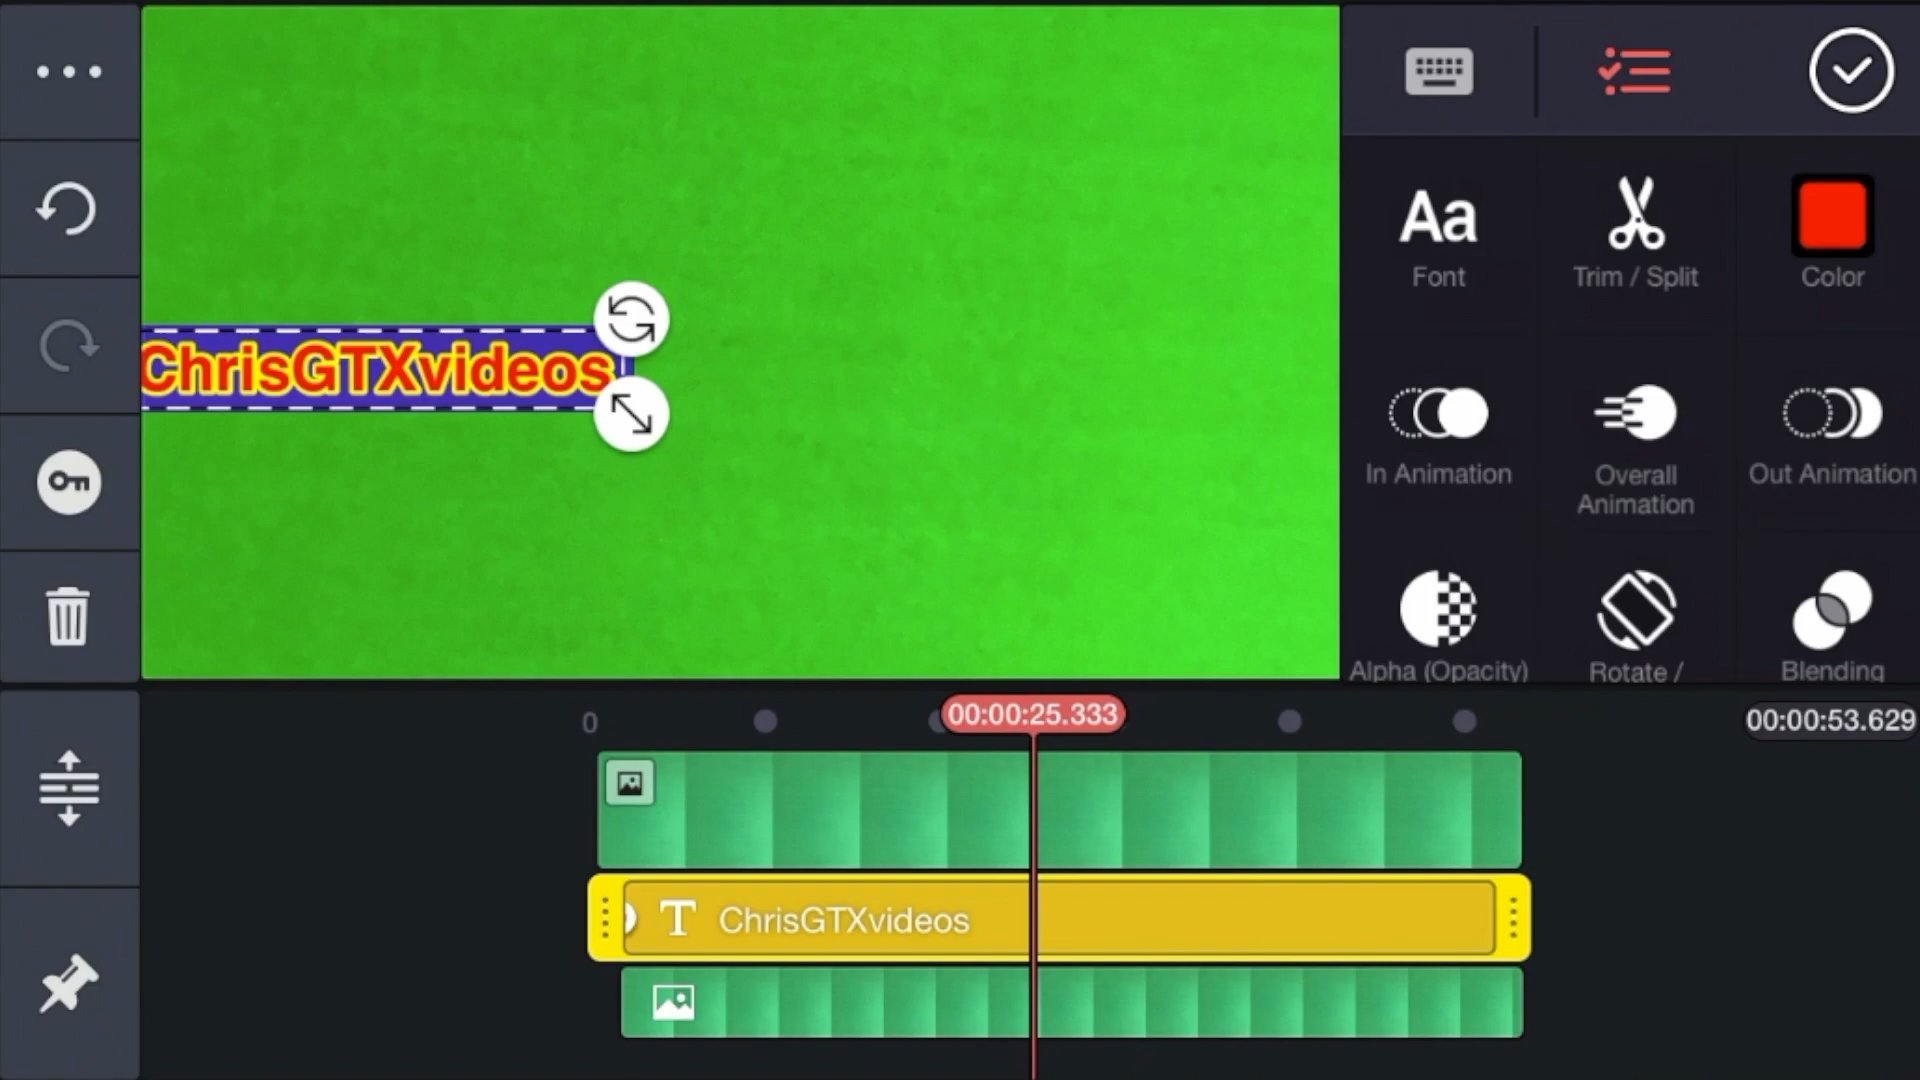 ChrisGTXvideos
Aa
Font
Trim / Split
Color
In Animation
Overall
Animation
Out Animation
Alpha (Opacity)
Rotate /
Blending
0
00:00:25.333
00:00:53.629
T ChrisGTXvideos